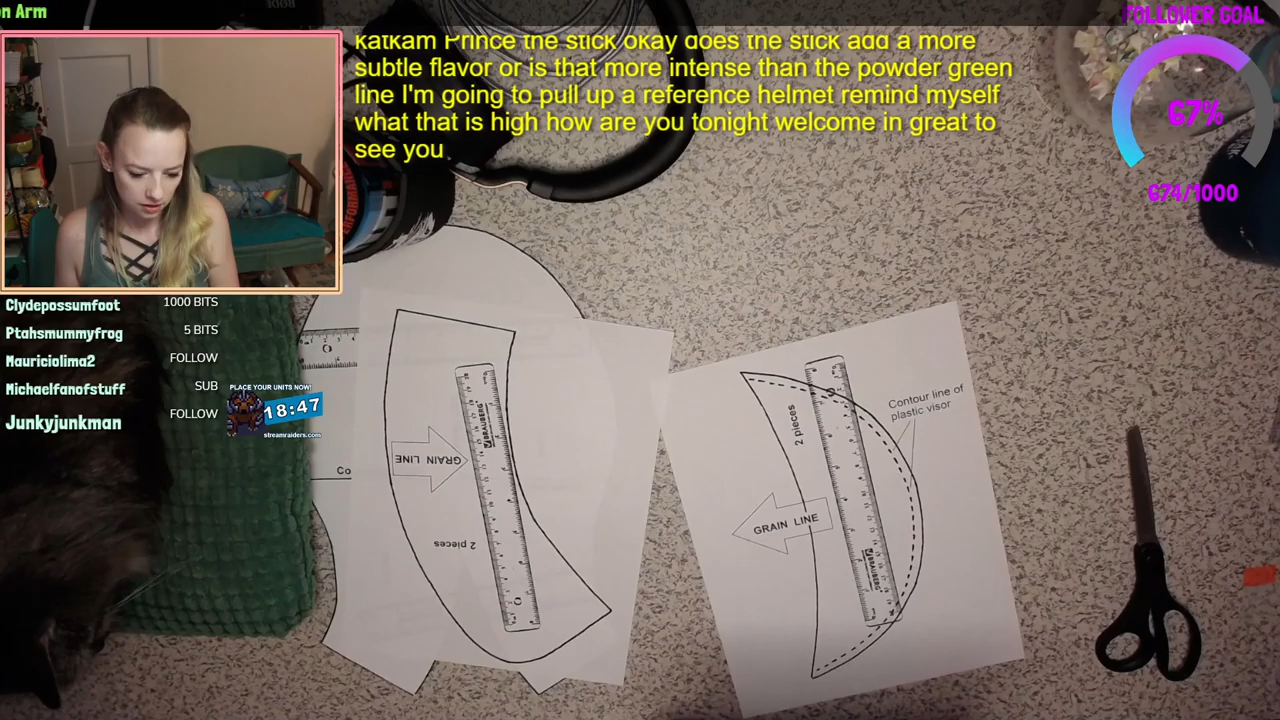 on Arm
katkam Prince the stick okay does the stick add a more
subtle flavor or is that more intense than the powder green
line I'm going to pull up a reference helmet remind myself
what that is high how are you tonight welcome in great to
see you
FOLLOWER GOAL
67%
674/1000
Clydepossumfoot 1000 BITS
Ptahsmummyfrog 5 BITS
Mauriciolima2 FOLLOW
Michaelfanofstuff SUB
Junkyjunkman FOLLOW
PLACE YOUR UNITS NOW!
18:47
streamraiders.com
Co
GRAIN LINE
2 pieces
BRAUBERG
2 pieces
GRAIN LINE
BRAUBERG
Contour line of
plastic visor